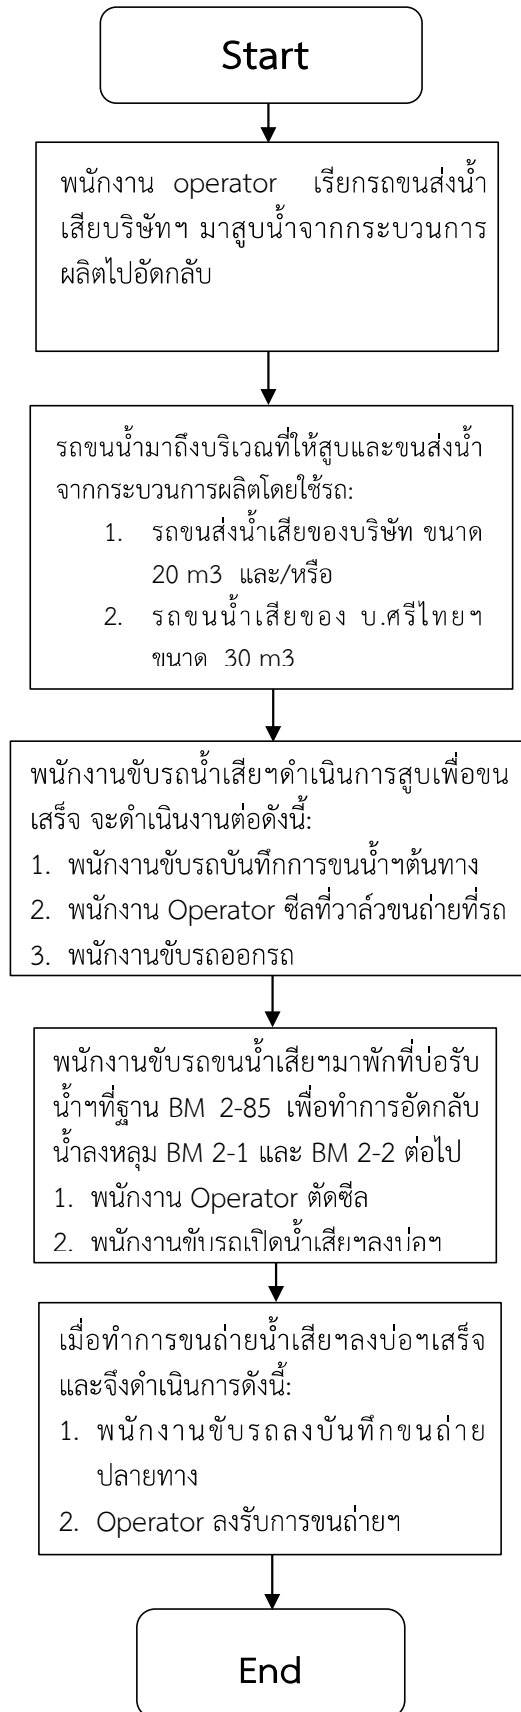 Start
พนักงาน operator เรียกรถขนส่งน้ำ
เสียบริษัทฯ มาสูบน้ำจากกระบวนการ
ผลิตไปอัดกลับ
รถขนน้ำมาถึงบริเวณที่ให้สูบและขนส่งน้ำ
จากกระบวนการผลิตโดยใช้รถ:
1. รถขนส่งน้ำเสียของบริษัท ขนาด
20 m3 และ/หรือ
2. รถขนน้ำเสียของ บ.ศรีไทยฯ
ขนาด 30 m3
พนักงานขับรถน้ำเสียฯดำเนินการสูบเพื่อขน
เสร็จ จะดำเนินงานต่อดังนี้:
1. พนักงานขับรถบันทึกการขนน้ำฯต้นทาง
2. พนักงาน Operator ซีลที่วาล์วขนถ่ายที่รถ
3. พนักงานขับรถออกรถ
พนักงานขับรถขนน้ำเสียฯมาพักที่บ่อรับ
น้ำฯที่ฐาน BM 2-85 เพื่อทำการอัดกลับ
น้ำลงหลุม BM 2-1 และ BM 2-2 ต่อไป
1. พนักงาน Operator ตัดซีล
2. พนักงานขับรถเปิดน้ำเสียฯลงบ่อฯ
เมื่อทำการขนถ่ายน้ำเสียฯลงบ่อฯเสร็จ
และจึงดำเนินการดังนี้:
1. พนักงานขับรถลงบันทึกขนถ่าย
ปลายทาง
2. Operator ลงรับการขนถ่ายฯ
End